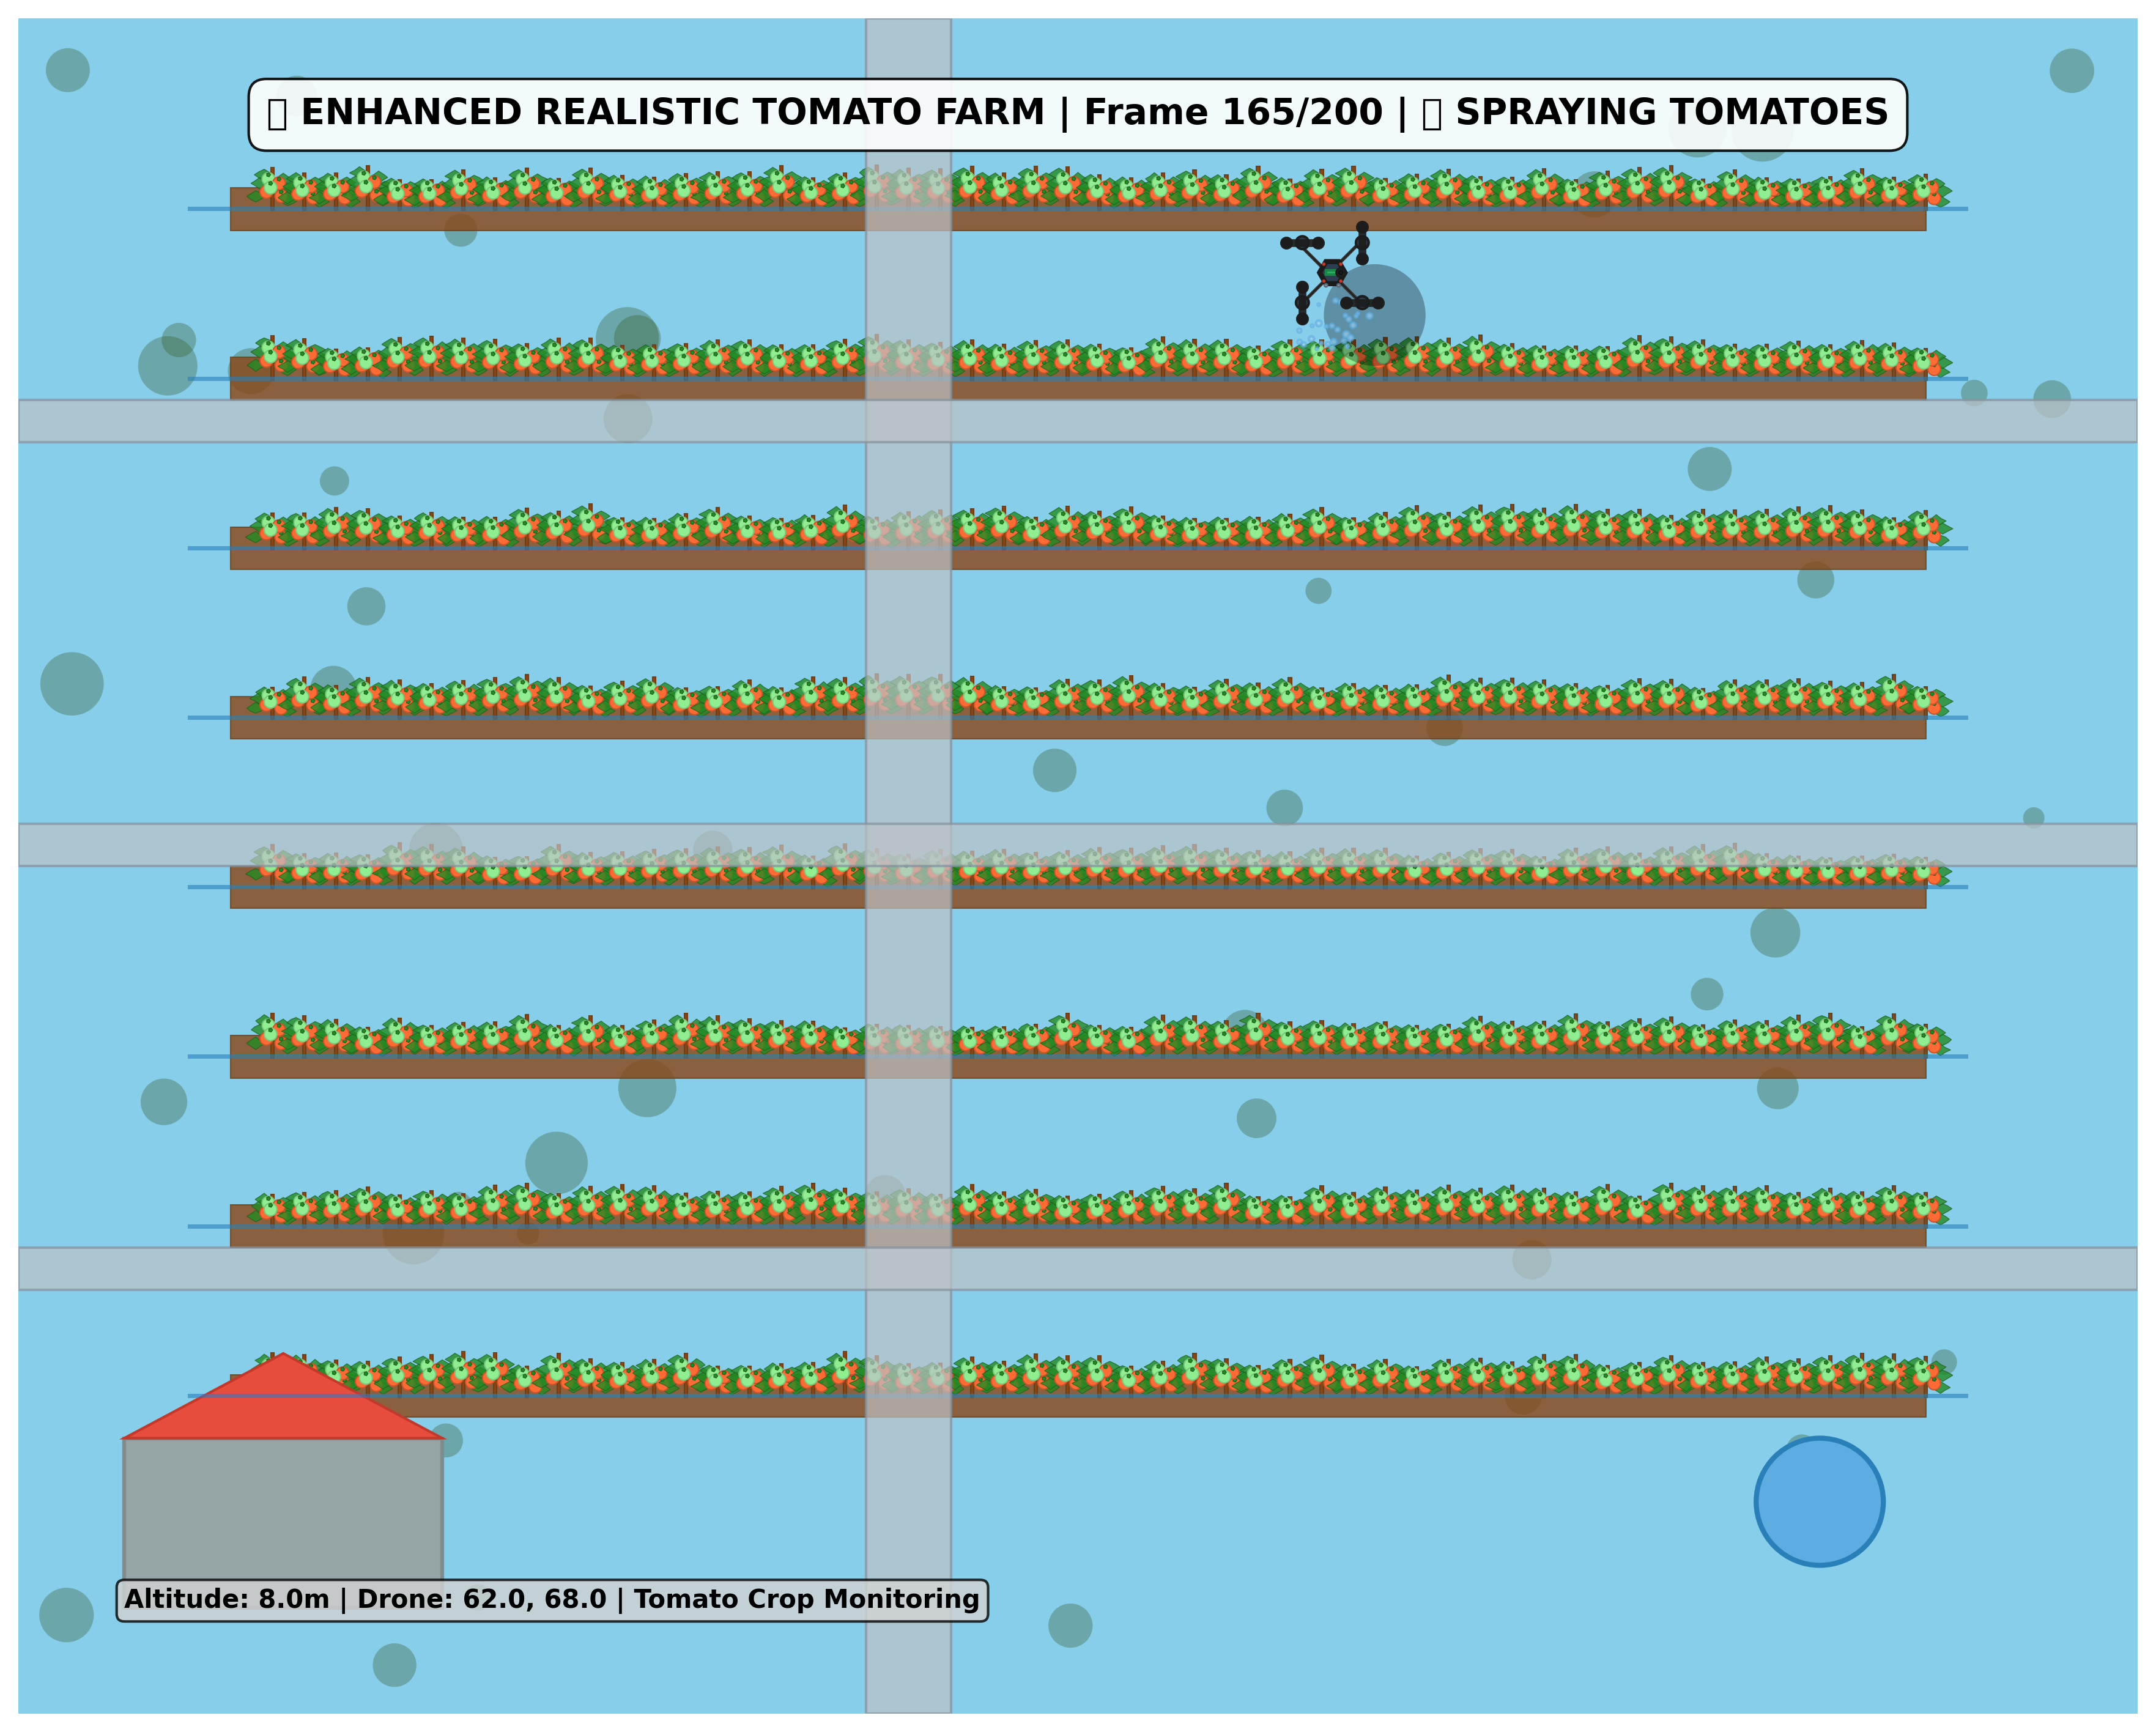 ▯ ENHANCED REALISTIC TOMATO FARM | Frame 165/200 | ▯ SPRAYING TOMATOES
Altitude: 8.0m | Drone: 62.0, 68.0 | Tomato Crop Monitoring